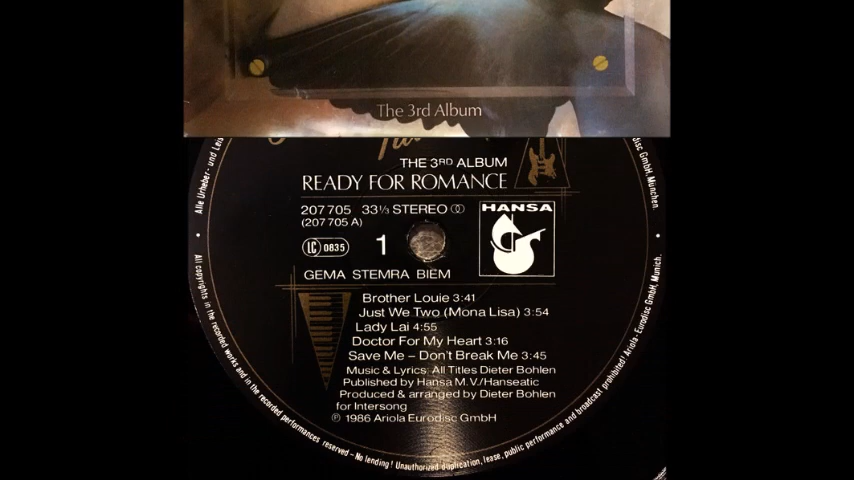 The 3rd Album
THE 3RD ALBUM
READY FOR ROMANCE
207 705 33⅓ STEREO
(207 705 A)
LC 0835
1
HANSA
GEMA STEMRA BIEM
Brother Louie 3:41
Just We Two (Mona Lisa) 3:54
Lady Lai 4:55
Doctor For My Heart 3:16
Save Me – Don't Break Me 3:45
Music & Lyrics: All Titles Dieter Bohlen
Published by Hansa M.V./Hanseatic
Produced & arranged by Dieter Bohlen
for Intersong
℗ 1986 Ariola Eurodisc GmbH
Alle Urheber- und
GmbH, München.
All copyrights in the recorded works and in the recorded performances reserved – No lending! Unauthorized duplication, lease, public performance and broadcast prohibited! Ariola-Eurodisc GmbH, Munich.